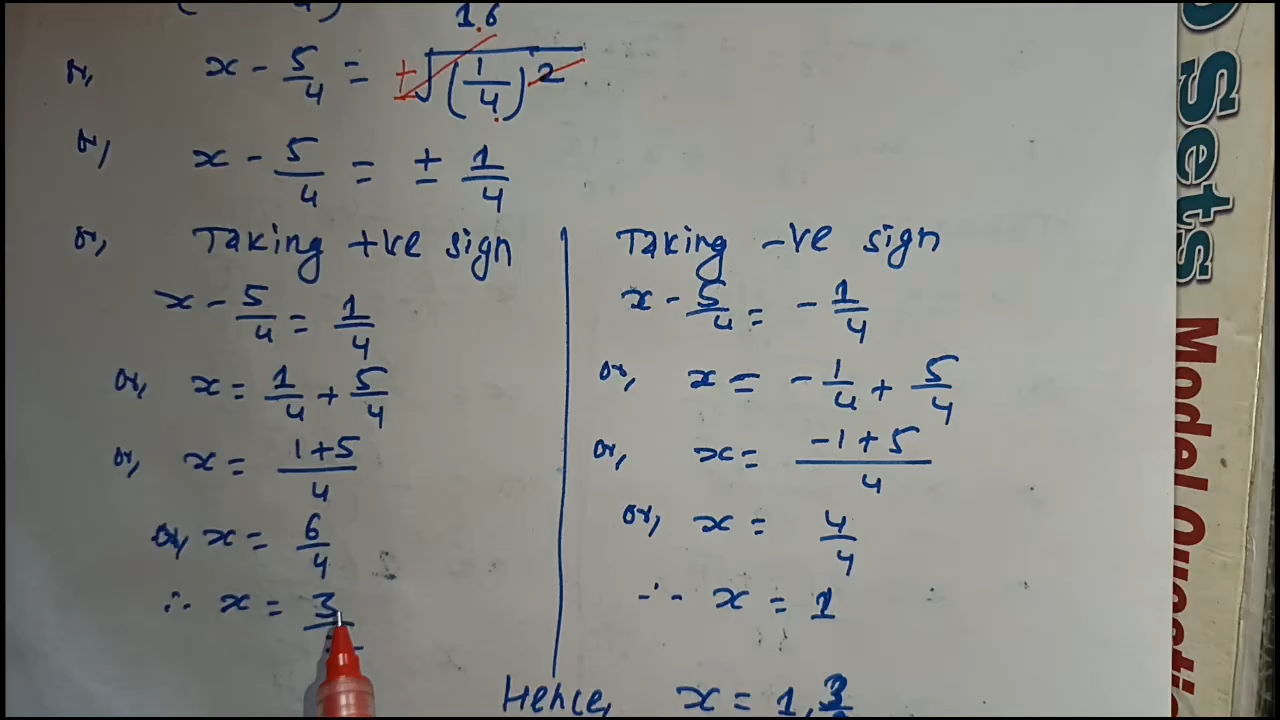 16
or, x - 5/4 = ±√(1/4)²
or, x - 5/4 = ± 1/4
or, Taking +ve sign
x - 5/4 = 1/4
or, x = 1/4 + 5/4
or, x = 1+5/4
or, x = 6/4
∴ x = 3/
Taking -ve sign
x - 5/4 = - 1/4
or, x = - 1/4 + 5/4
or, x = -1+5/4
or, x = 4/4
∴ x = 1
Hence, x = 1, 3/
Sets
Model Questio